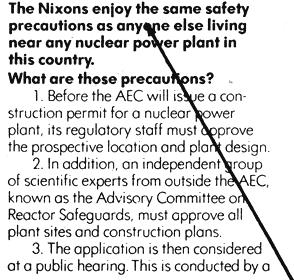 The Nixons enjoy the same safety
precautions as anyone else living
near any nuclear power plant in
this country.
What are those precautions?
1. Before the AEC will issue a con-
struction permit for a nuclear power
plant, its regulatory staff must approve
the prospective location and plant design.
2. In addition, an independent group
of scientific experts from outside the AEC,
known as the Advisory Committee on
Reactor Safeguards, must approve all
plant sites and construction plans.
3. The application is then considered
at a public hearing. This is conducted by a